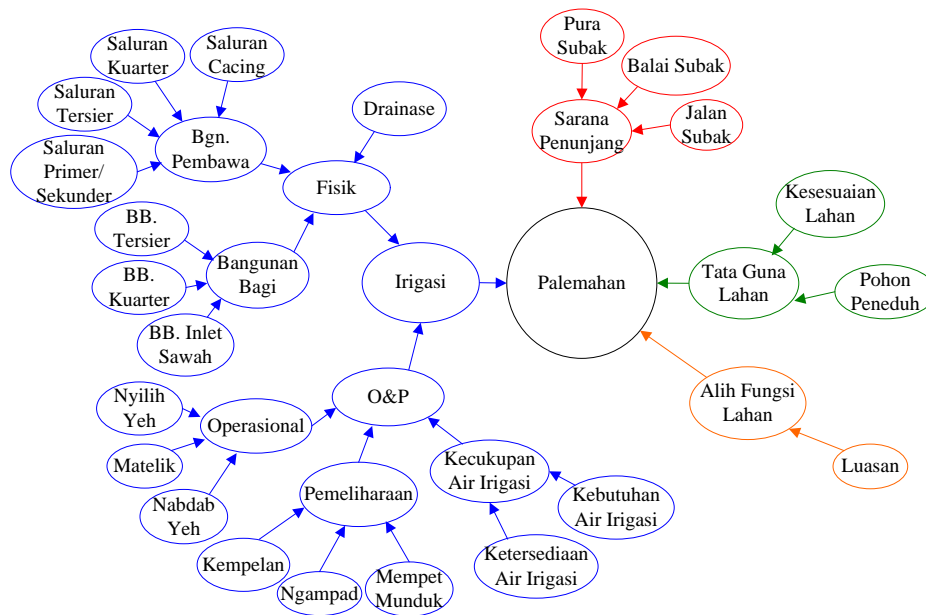 Pura
Subak
Balai Subak
Jalan
Subak
Sarana
Penunjang
Saluran
Kuarter
Saluran
Cacing
Saluran
Tersier
Saluran
Primer/
Sekunder
Bgn.
Pembawa
Drainase
Fisik
BB.
Tersier
BB.
Kuarter
BB. Inlet
Sawah
Bangunan
Bagi
Irigasi
Palemahan
Kesesuaian
Lahan
Tata Guna
Lahan
Pohon
Peneduh
Alih Fungsi
Lahan
Luasan
O&P
Nyilih
Yeh
Operasional
Matelik
Nabdab
Yeh
Pemeliharaan
Kempelan
Ngampad
Mempet
Munduk
Kecukupan
Air Irigasi
Kebutuhan
Air Irigasi
Ketersediaan
Air Irigasi